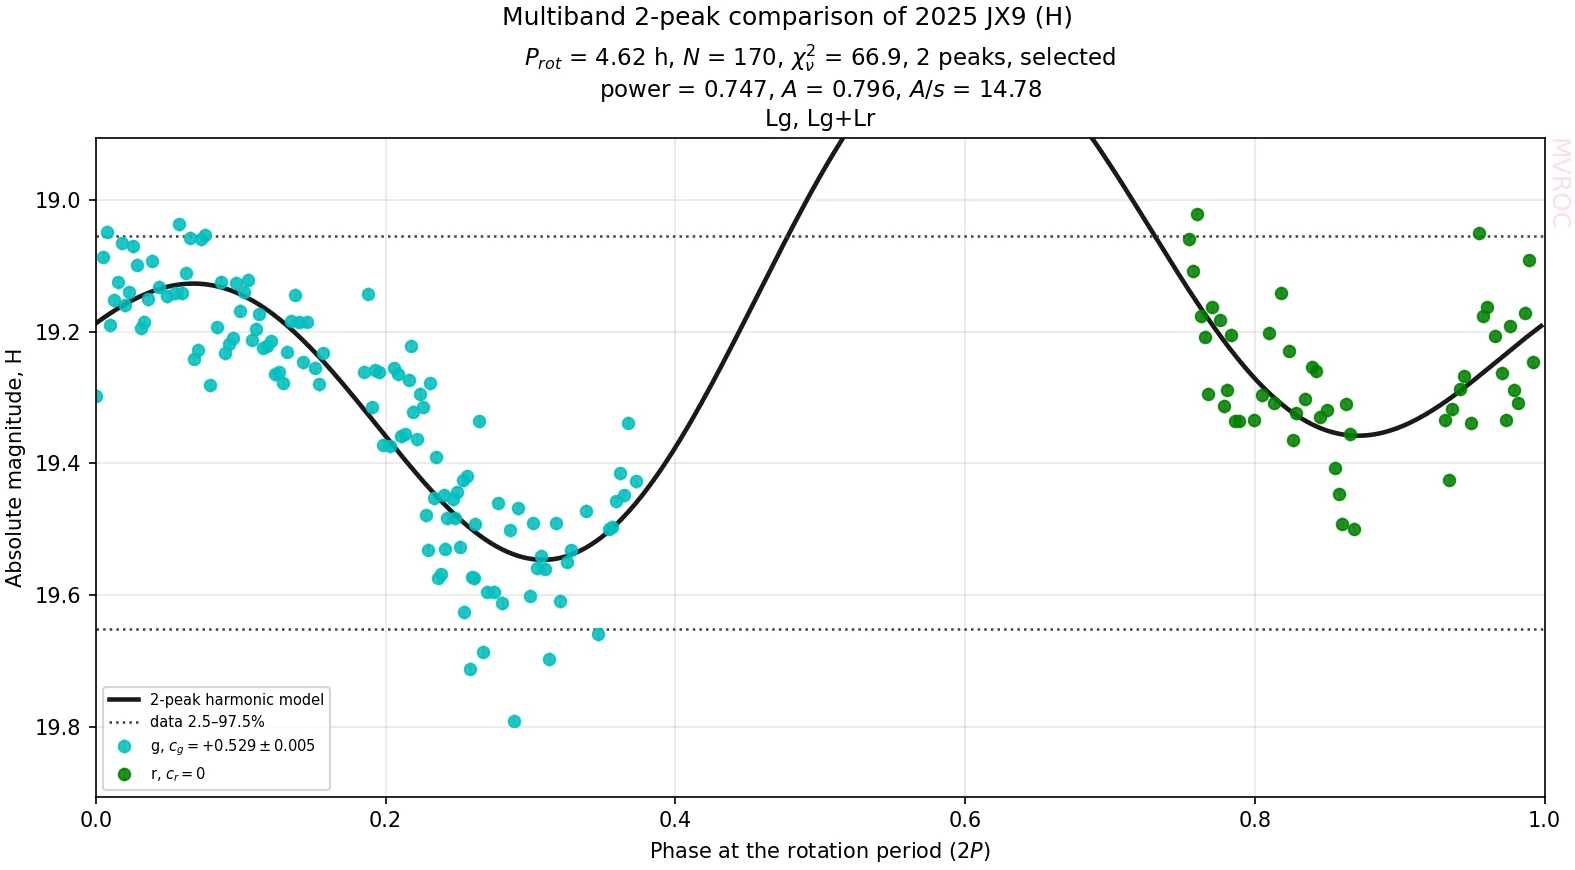 Multiband 2-peak comparison of 2025 JX9 (H)
P_rot = 4.62 h, N = 170, χ²_ν = 66.9, 2 peaks, selected
power = 0.747, A = 0.796, A/s = 14.78
Lg, Lg+Lr
MVROC
Absolute magnitude, H
19.0
19.2
19.4
19.6
19.8
2-peak harmonic model
data 2.5–97.5%
g, c_g = +0.529 ± 0.005
r, c_r = 0
0.0 0.2 0.4 0.6 0.8 1.0
Phase at the rotation period (2P)